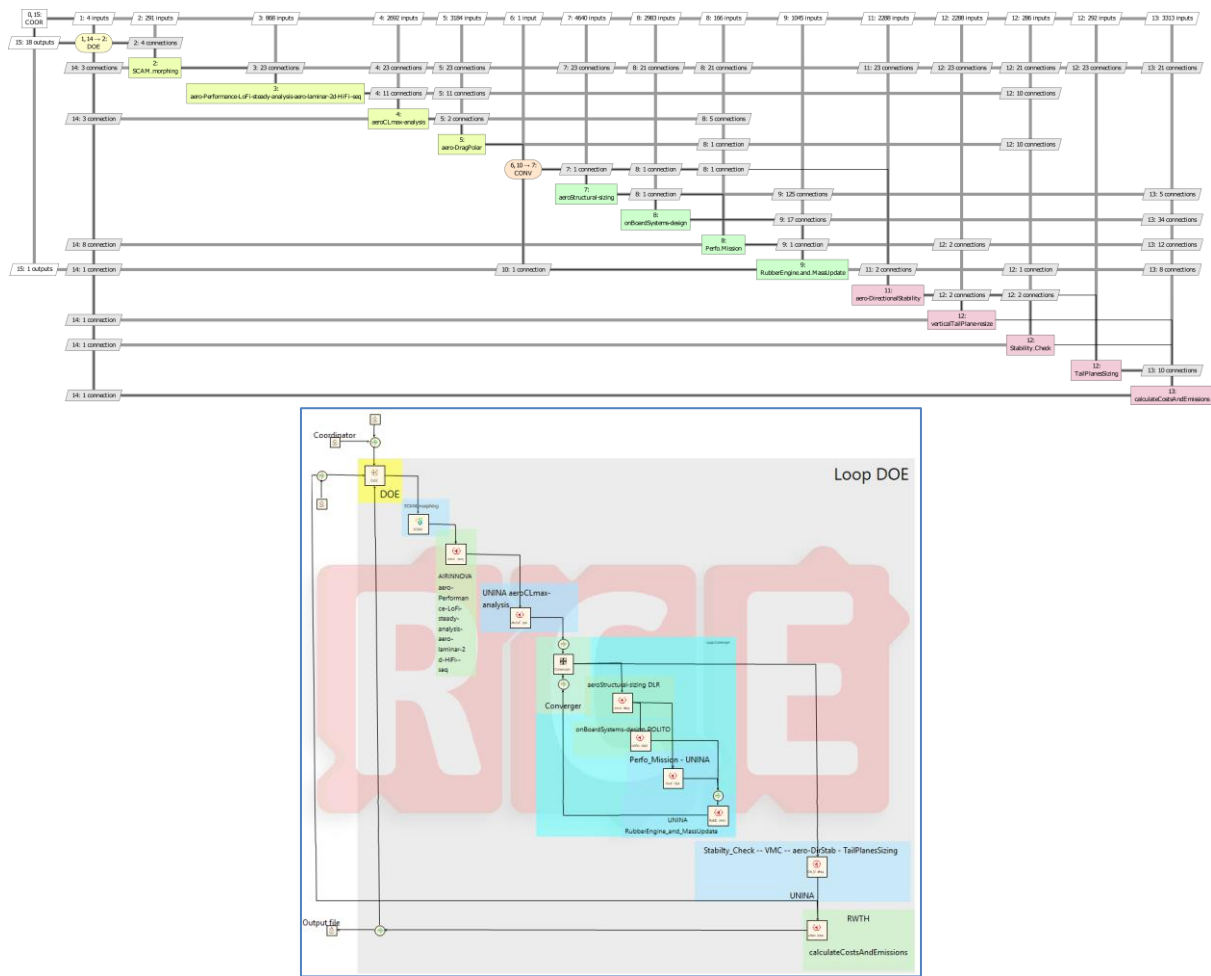 0, 15:
COOR
1: 4 inputs
2: 291 inputs
3: 868 inputs
4: 2692 inputs
5: 3184 inputs
6: 1 input
7: 4640 inputs
8: 2983 inputs
8: 166 inputs
9: 1045 inputs
11: 2288 inputs
12: 2288 inputs
12: 286 inputs
12: 292 inputs
13: 3313 inputs
15: 18 outputs
1, 14 → 2:
DOE
2: 4 connections
14: 3 connections
2:
SCAM.morphing
3: 23 connections
4: 23 connections
5: 23 connections
7: 23 connections
8: 21 connections
8: 21 connections
11: 23 connections
12: 23 connections
12: 21 connections
12: 23 connections
13: 21 connections
3:
aero-Performance-LoFi-steady-analysis-aero-laminar-2d-HiFi--seq
4: 11 connections
5: 11 connections
12: 10 connections
14: 3 connections
4:
aeroCLmax-analysis
5: 2 connections
8: 5 connections
5:
aero-DragPolar
8: 1 connection
12: 10 connections
6, 10 → 7:
CONV
7: 1 connection
8: 1 connection
8: 1 connection
7:
aeroStructural-sizing
8: 1 connection
9: 125 connections
13: 5 connections
8:
onBoardSystems-design
9: 17 connections
13: 34 connections
14: 8 connection
8:
Perfo.Mission
9: 1 connection
12: 2 connections
13: 12 connections
15: 1 outputs
14: 1 connection
10: 1 connection
9:
RubberEngine.and.MassUpdate
11: 2 connections
12: 1 connection
13: 8 connections
11:
aero-DirectionalStability
12: 2 connections
12: 2 connections
14: 1 connection
12:
verticalTailPlane-resize
14: 1 connection
12:
Stability.Check
12:
TailPlanesSizing
13: 10 connections
14: 1 connection
13:
calculateCostsAndEmissions
Coordinator
Loop DOE
DOE
SCAM.morphing
AIRINNOVA
aero-
Performan
ce-LoFi-
steady-
analysis-
aero-
laminar-2
d-HiFi--
seq
UNINA aeroCLmax-
analysis
Converger
aeroStructural-sizing DLR
onBoardSystems-design POLITO
Perfo_Mission - UNINA
UNINA
RubberEngine_and_MassUpdate
Stabilty_Check -- VMC -- aero-DirStab - TailPlanesSizing
UNINA
RWTH
calculateCostsAndEmissions
Output file
RCE